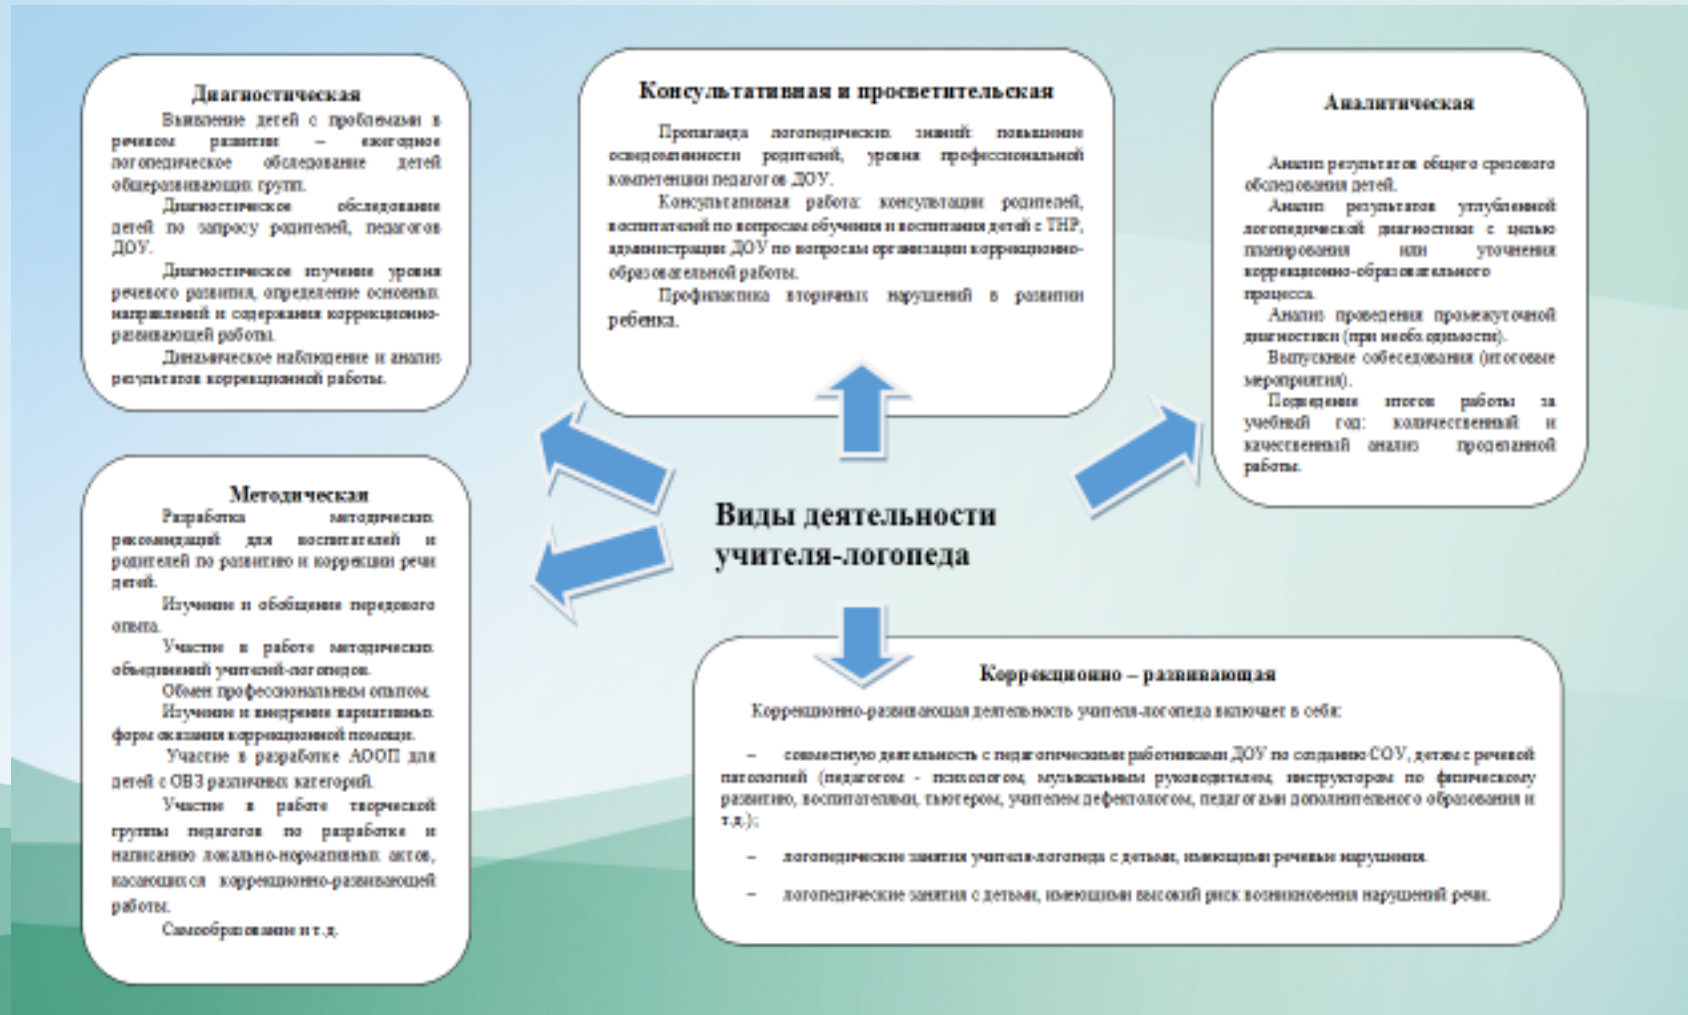 Диагностическая
Выявление детей с проблемами в
речевом развитии – ежегодное
логопедическое обследование детей
общеразвивающих групп.
Диагностическое обследование
детей по запросу родителей, педагогов
ДОУ.
Диагностическое изучение уровня
речевого развития, определение основных
направлений и содержания коррекционно-
развивающей работы.
Динамическое наблюдение и анализ
результатов коррекционной работы.
Консультативная и просветительская
Пропаганда логопедических знаний: повышение
осведомленности родителей, уровня профессиональной
компетенции педагогов ДОУ.
Консультативная работа: консультации родителей,
воспитателей по вопросам обучения и воспитания детей с ТНР,
администрации ДОУ по вопросам организации коррекционно-
образовательной работы.
Профилактика вторичных нарушений в развитии
ребенка.
Аналитическая
Анализ результатов общего срезового
обследования детей.
Анализ результатов углубленной
логопедической диагностики с целью
планирования или уточнения
коррекционно-образовательного
процесса.
Анализ проведения промежуточной
диагностики (при необходимости).
Выпускные собеседования (итоговые
мероприятия).
Подведение итогов работы за
учебный год: количественный и
качественный анализ проделанной
работы.
Виды деятельности
учителя-логопеда
Методическая
Разработка методических
рекомендаций для воспитателей и
родителей по развитию и коррекции речи
детей.
Изучение и обобщение передового
опыта.
Участие в работе методических
объединений учителей-логопедов.
Обмен профессиональным опытом.
Изучение и внедрение вариативных
форм оказания коррекционной помощи.
Участие в разработке АООП для
детей с ОВЗ различных категорий.
Участие в работе творческой
группы педагогов по разработке и
написанию локально-нормативных актов,
касающихся коррекционно-развивающей
работы.
Самообразование и т.д.
Коррекционно – развивающая
Коррекционно-развивающая деятельность учителя-логопеда включает в себя:
– совместную деятельность с педагогическими работниками ДОУ по созданию СОУ, детям с речевой
патологией (педагогом - психологом, музыкальным руководителем, инструктором по физическому
развитию, воспитателями, тьютером, учителем дефектологом, педагогами дополнительного образования и
т.д.);
– логопедические занятия учителя-логопеда с детьми, имеющими речевые нарушения.
– логопедические занятия с детьми, имеющими высокий риск возникновения нарушений речи.